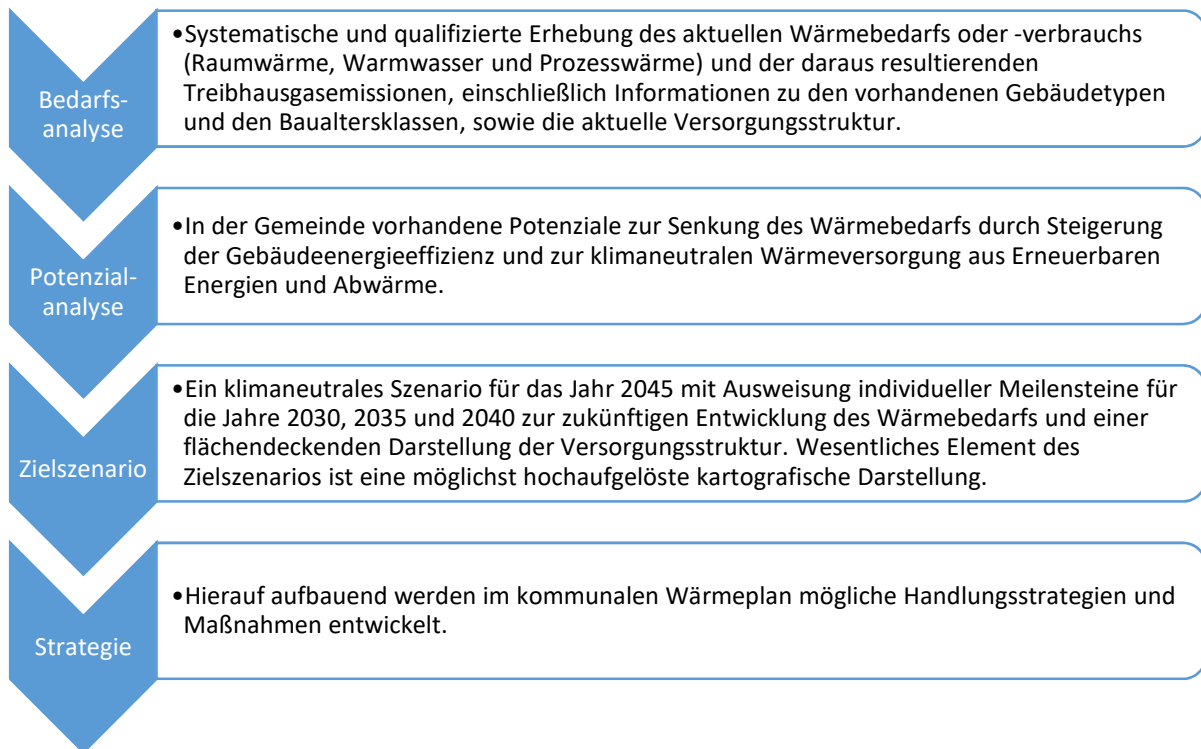 Bedarfs-
analyse
•Systematische und qualifizierte Erhebung des aktuellen Wärmebedarfs oder -verbrauchs
(Raumwärme, Warmwasser und Prozesswärme) und der daraus resultierenden
Treibhausgasemissionen, einschließlich Informationen zu den vorhandenen Gebäudetypen
und den Baualtersklassen, sowie die aktuelle Versorgungsstruktur.
Potenzial-
analyse
•In der Gemeinde vorhandene Potenziale zur Senkung des Wärmebedarfs durch Steigerung
der Gebäudeenergieeffizienz und zur klimaneutralen Wärmeversorgung aus Erneuerbaren
Energien und Abwärme.
Zielszenario
•Ein klimaneutrales Szenario für das Jahr 2045 mit Ausweisung individueller Meilensteine für
die Jahre 2030, 2035 und 2040 zur zukünftigen Entwicklung des Wärmebedarfs und einer
flächendeckenden Darstellung der Versorgungsstruktur. Wesentliches Element des
Zielszenarios ist eine möglichst hochaufgelöste kartografische Darstellung.
Strategie
•Hierauf aufbauend werden im kommunalen Wärmeplan mögliche Handlungsstrategien und
Maßnahmen entwickelt.